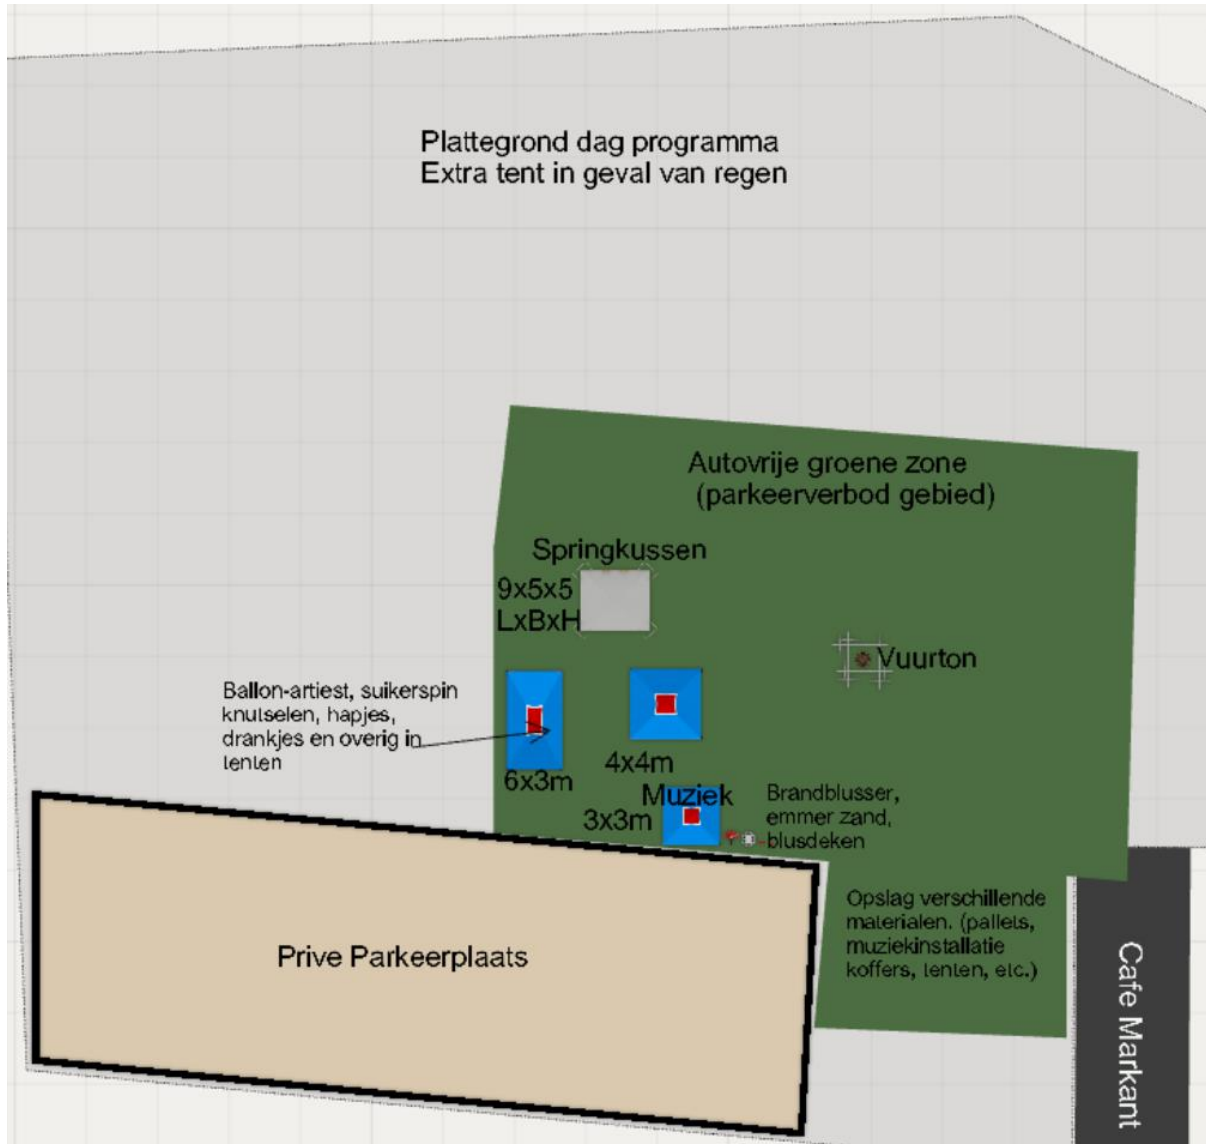 Plattegrond dag programma
Extra tent in geval van regen
Autovrije groene zone
(parkeerverbod gebied)
Springkussen
9x5x5
LxBxH
Vuurton
Ballon-artiest, suikerspin
knutselen, hapjes,
drankjes en overig in
tenten
6x3m
4x4m
Muziek
3x3m
Brandblusser,
emmer zand,
blusdeken
Opslag verschillende
materialen. (pallets,
muziekinstallatie
koffers, tenten, etc.)
Prive Parkeerplaats
Cafe Markant